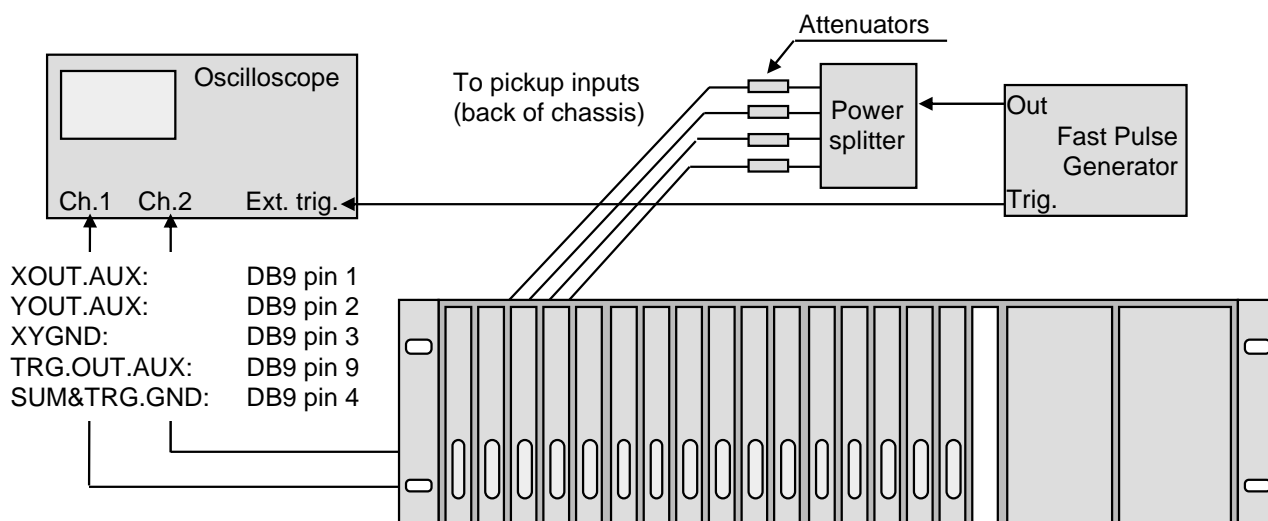 Attenuators
Oscilloscope
To pickup inputs
(back of chassis)
Power
splitter
Out
Fast Pulse
Generator
Trig.
Ch.1 Ch.2 Ext. trig.
XOUT.AUX: DB9 pin 1
YOUT.AUX: DB9 pin 2
XYGND: DB9 pin 3
TRG.OUT.AUX: DB9 pin 9
SUM&TRG.GND: DB9 pin 4